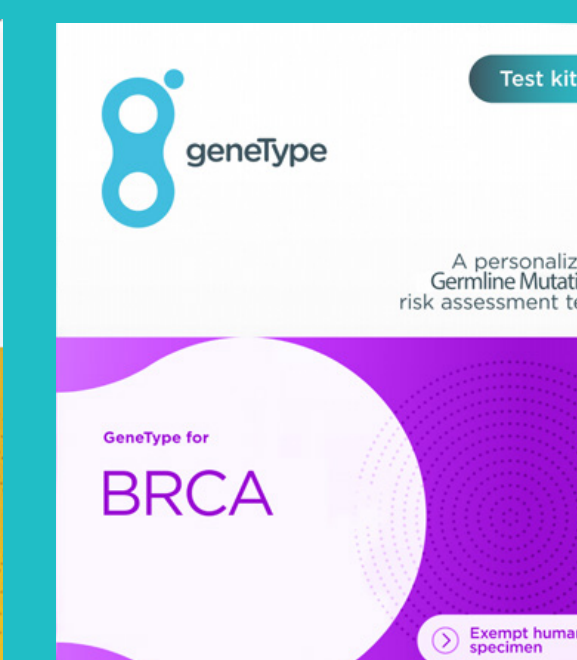 Test kit
geneType
A personaliz
Germline Mutati
risk assessment te
GeneType for
BRCA
Exempt human
specimen